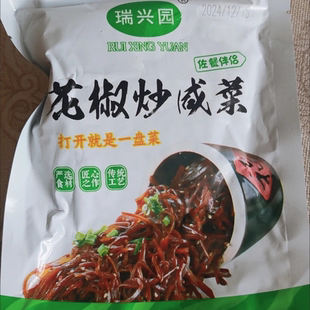 瑞兴园
RUI XING YUAN
佐餐伴侣
花椒炒咸菜
打开就是一盘菜
严选食材
匠心之作
传统工艺